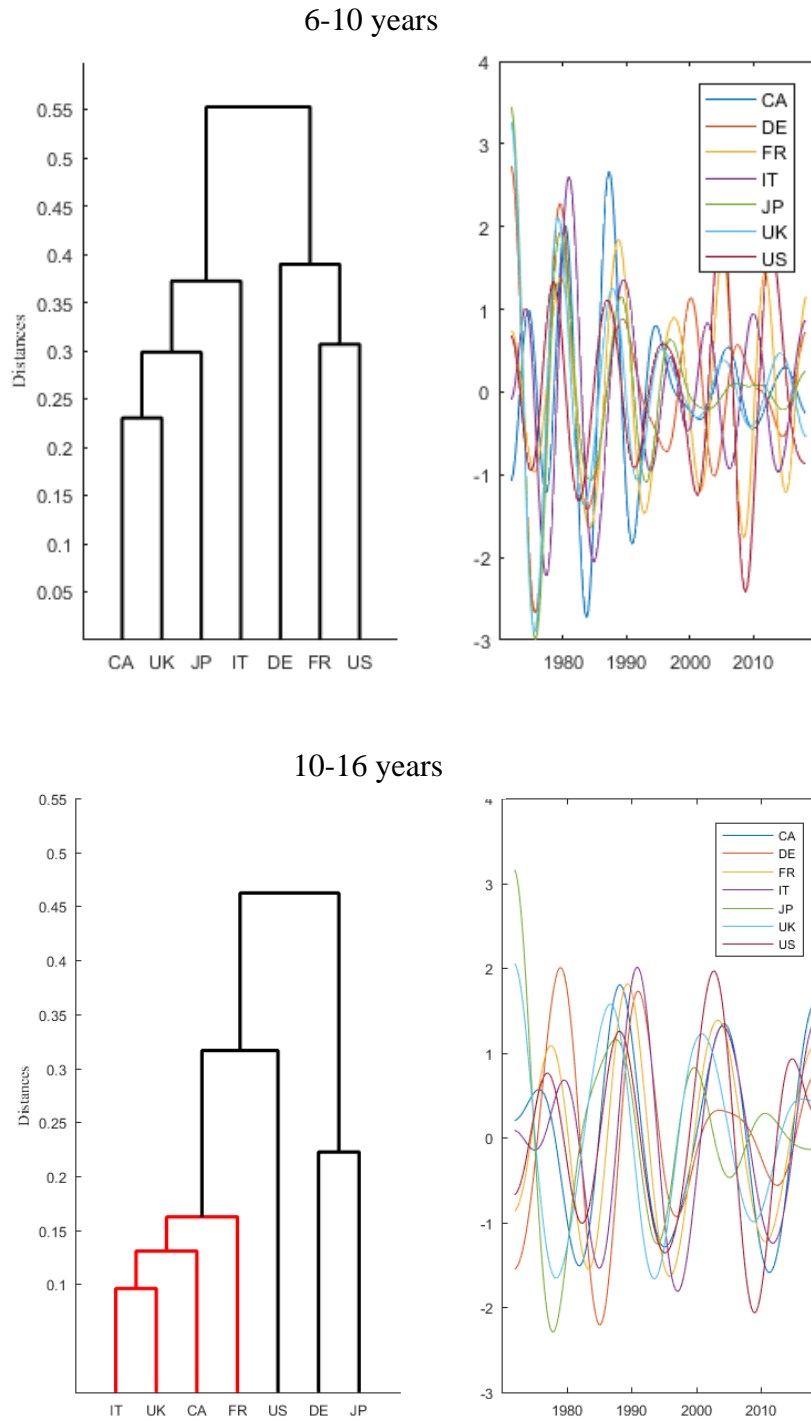 6-10 years
0.55
0.5
0.45
0.4
0.35
0.3
0.25
0.2
0.15
0.1
0.05
Distances
CA UK JP IT DE FR US
4
3
2
1
0
-1
-2
-3
1980 1990 2000 2010
CA
DE
FR
IT
JP
UK
US
10-16 years
0.55
0.5
0.45
0.4
0.35
0.3
0.25
0.2
0.15
0.1
Distances
IT UK CA FR US DE JP
4
3
2
1
0
-1
-2
-3
1980 1990 2000 2010
CA
DE
FR
IT
JP
UK
US